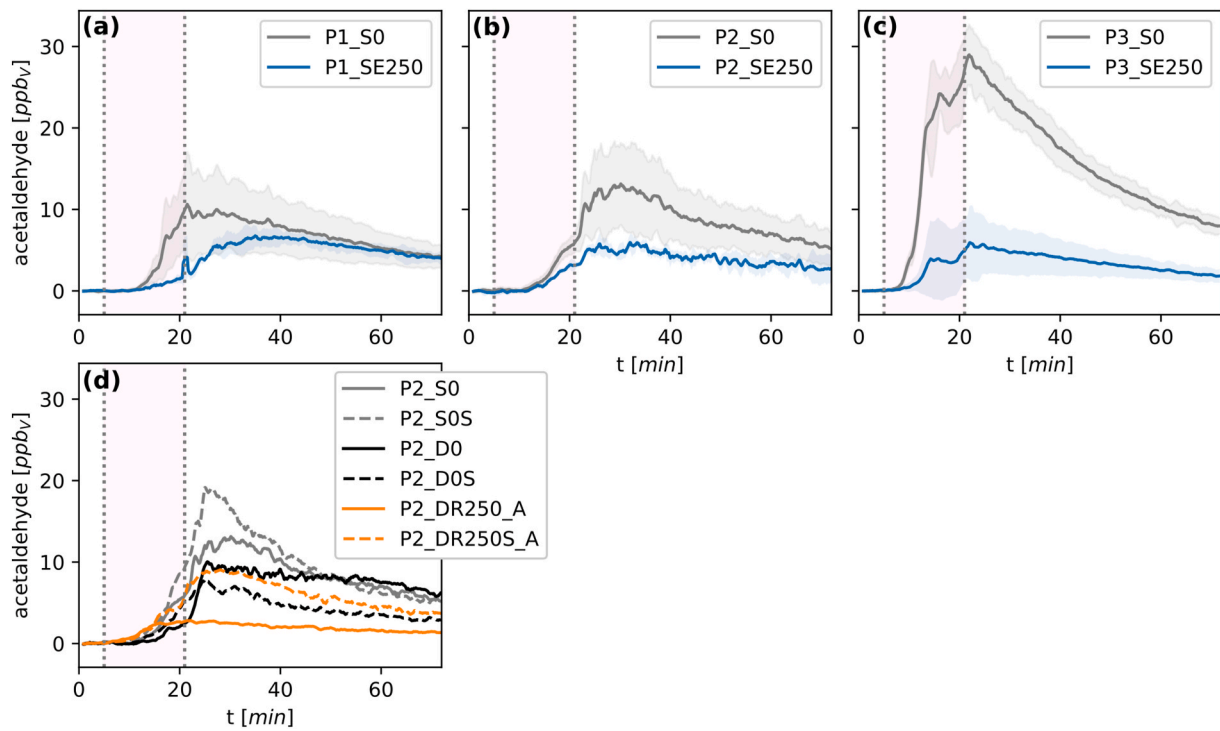 (a)
P1_S0
P1_SE250
(b)
P2_S0
P2_SE250
(c)
P3_S0
P3_SE250
acetaldehyde [ppbv]
30
20
10
0
0 20 40 60
0 20 40 60
t [min]
0 20 40 60
t [min]
(d)
P2_S0
P2_S0S
P2_D0
P2_D0S
P2_DR250_A
P2_DR250S_A
acetaldehyde [ppbv]
30
20
10
0
0 20 40 60
t [min]